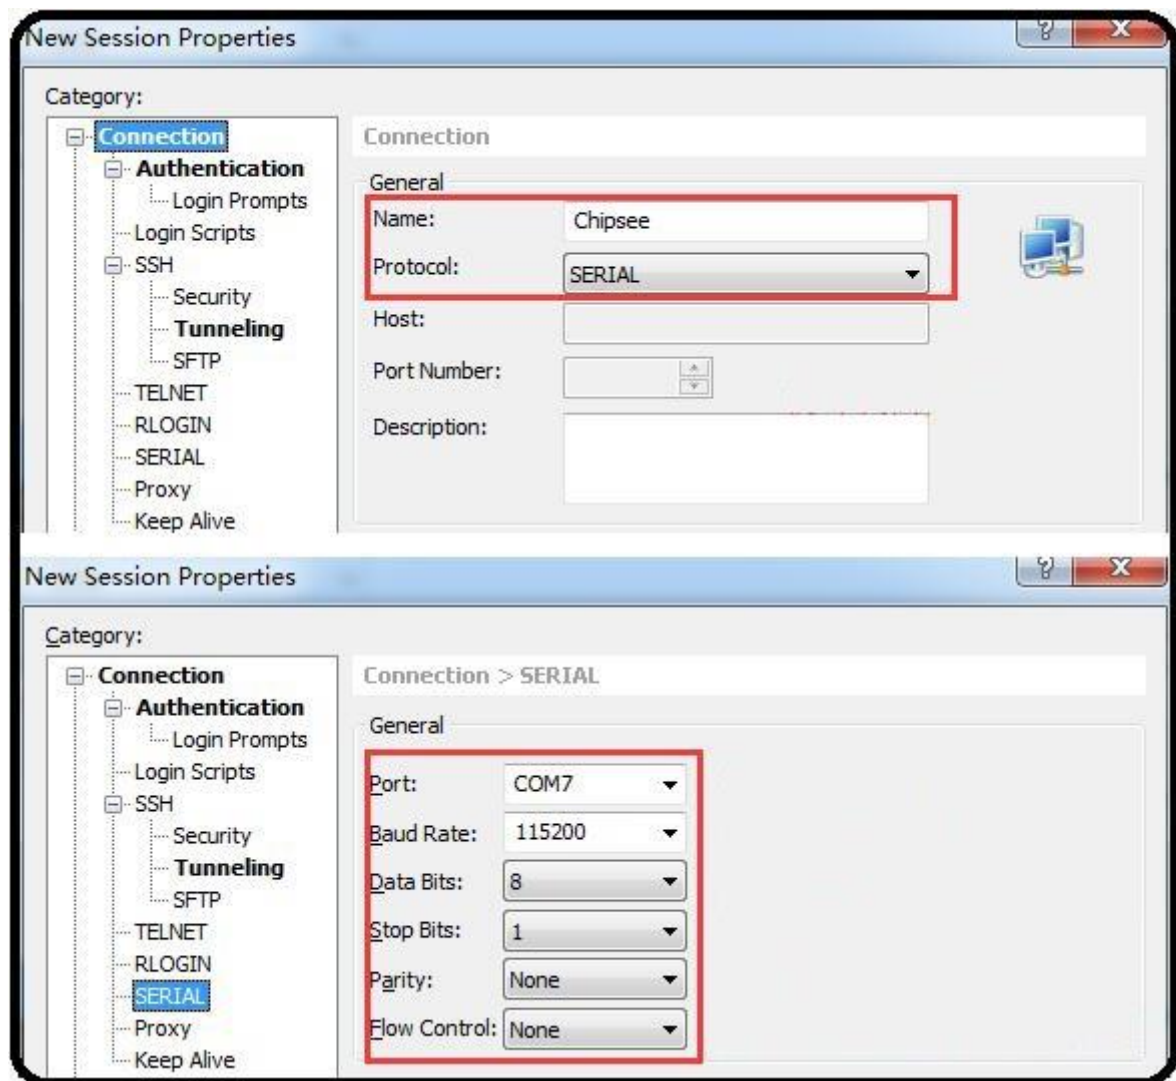 New Session Properties
Category:
Connection
Authentication
Login Prompts
Login Scripts
SSH
Security
Tunneling
SFTP
TELNET
RLOGIN
SERIAL
Proxy
Keep Alive
Connection
General
Name: Chipsee
Protocol: SERIAL
Host:
Port Number:
Description:
New Session Properties
Category:
Connection
Authentication
Login Prompts
Login Scripts
SSH
Security
Tunneling
SFTP
TELNET
RLOGIN
SERIAL
Proxy
Keep Alive
Connection > SERIAL
General
Port: COM7
Baud Rate: 115200
Data Bits: 8
Stop Bits: 1
Parity: None
Flow Control: None